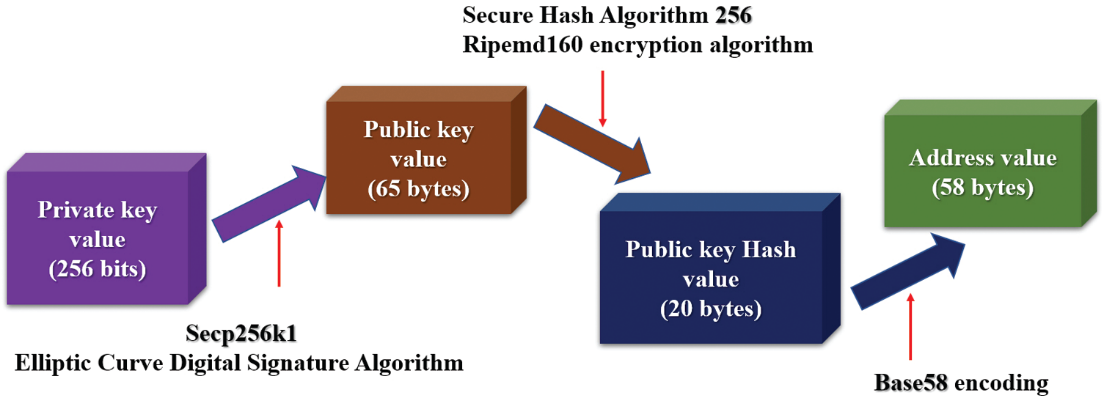 Secure Hash Algorithm 256
Ripemd160 encryption algorithm
Private key
value
(256 bits)
Public key
value
(65 bytes)
Public key Hash
value
(20 bytes)
Address value
(58 bytes)
Secp256k1
Elliptic Curve Digital Signature Algorithm
Base58 encoding